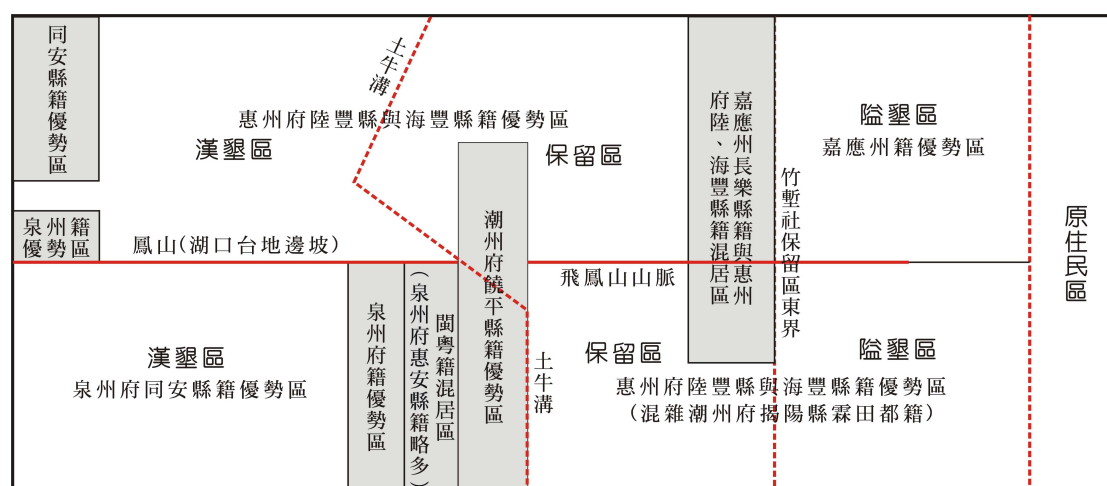 同安縣籍優勢區
土牛溝
惠州府陸豐縣與海豐縣籍優勢區
漢墾區
保留區
嘉應州長樂縣籍與惠州
府陸、海豐縣籍混居區
隘墾區
嘉應州籍優勢區
竹塹社保留區東界
原住民區
泉州籍
優勢區
鳳山(湖口台地邊坡)
潮州府饒平縣籍優勢區
飛鳳山山脈
漢墾區
泉州府同安縣籍優勢區
泉州府籍優勢區
閩粵籍混居區
(泉州府惠安縣籍略多)
土牛溝
保留區
隘墾區
惠州府陸豐縣與海豐縣籍優勢區
(混雜潮州府揭陽縣霖田都籍)